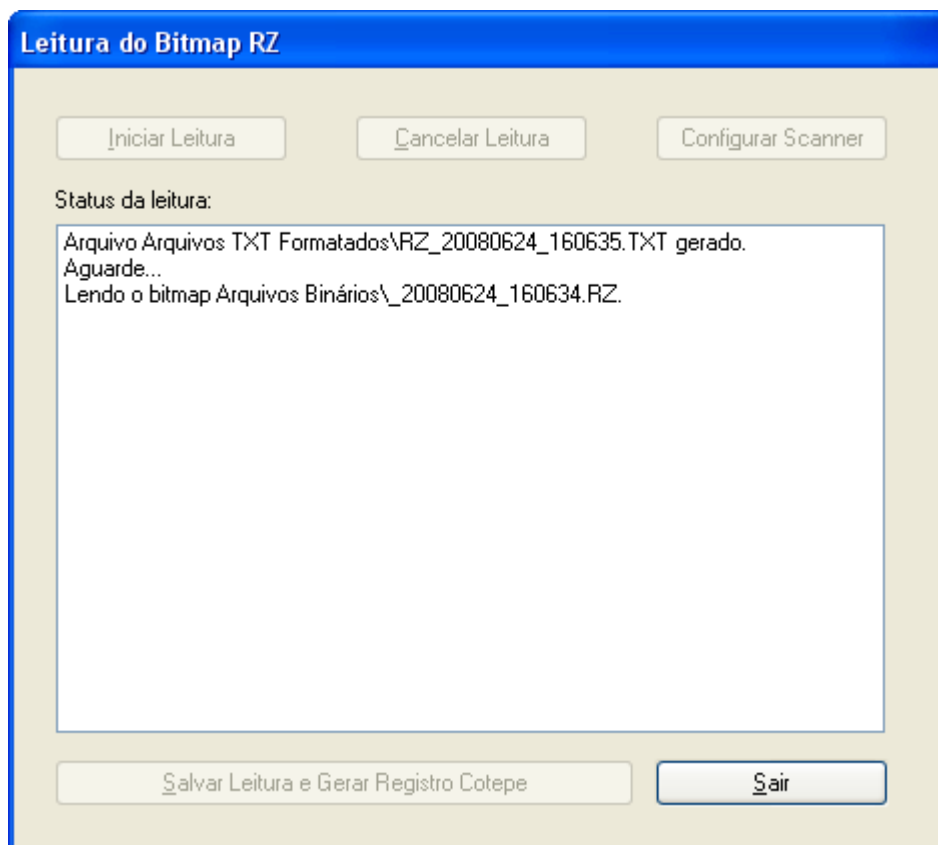 Leitura do Bitmap RZ
Iniciar Leitura
Cancelar Leitura
Configurar Scanner
Status da leitura:
Arquivo Arquivos TXT Formatados\RZ_20080624_160635.TXT gerado.
Aguarde...
Lendo o bitmap Arquivos Binários\_20080624_160634.RZ.
Salvar Leitura e Gerar Registro Cotepe
Sair